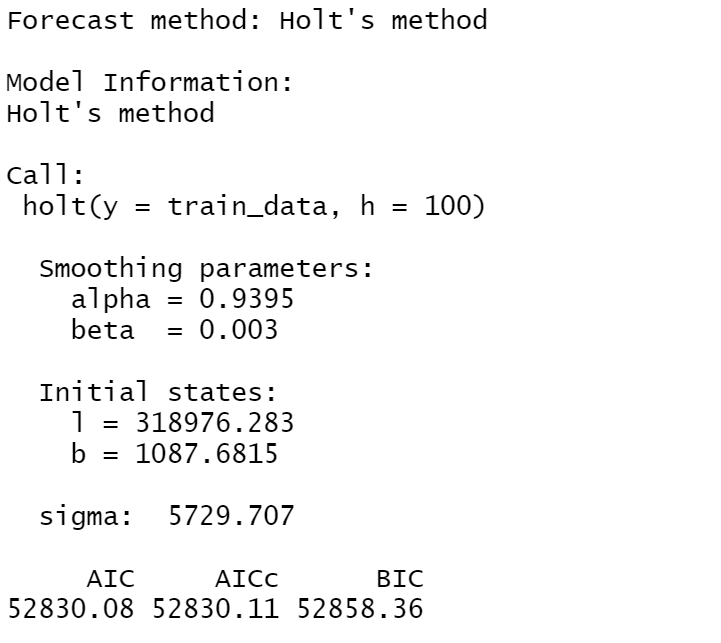 Forecast method: Holt's method
Model Information:
Holt's method
Call:
holt(y = train_data, h = 100)
Smoothing parameters:
alpha = 0.9395
beta  = 0.003
Initial states:
l = 318976.283
b = 1087.6815
sigma:  5729.707
AIC     AICc      BIC
52830.08 52830.11 52858.36